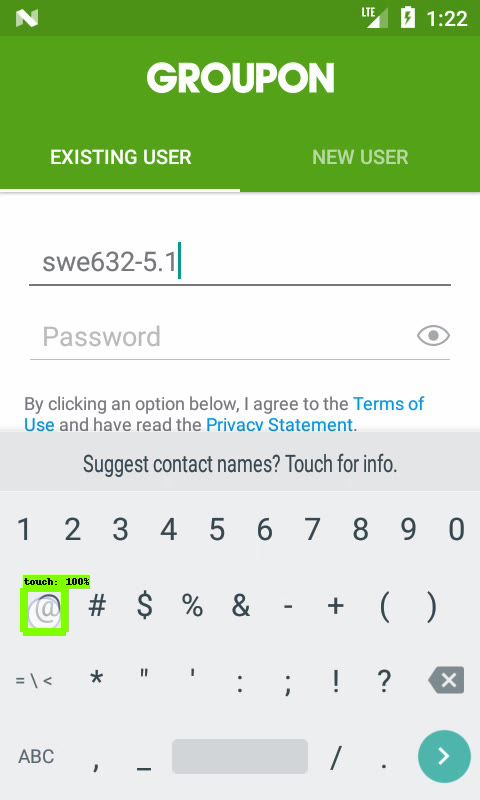 LTE 1:22
GROUPON
EXISTING USER NEW USER
swe632-5.1
Password
By clicking an option below, I agree to the Terms of
Use and have read the Privacy Statement.
Suggest contact names? Touch for info.
1 2 3 4 5 6 7 8 9 0
touch: 100%
@ # $ % & - + ( )
= \ < * " ' : ; ! ?
ABC , _ / .